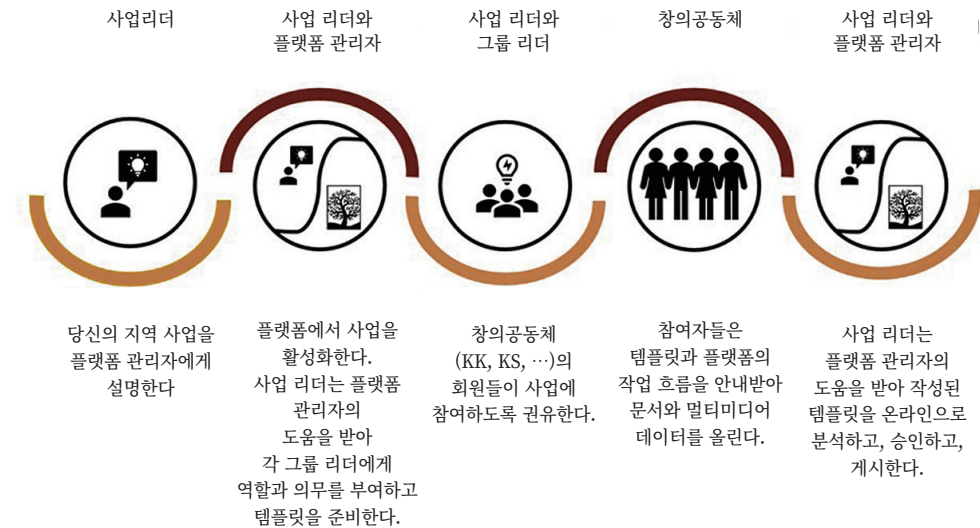 사업리더
사업 리더와
플랫폼 관리자
사업 리더와
그룹 리더
창의공동체
사업 리더와
플랫폼 관리자
당신의 지역 사업을
플랫폼 관리자에게
설명한다
플랫폼에서 사업을
활성화한다.
사업 리더는 플랫폼
관리자의
도움을 받아
각 그룹 리더에게
역할과 의무를 부여하고
템플릿을 준비한다.
창의공동체
(KK, KS, …)의
회원들이 사업에
참여하도록 권유한다.
참여자들은
템플릿과 플랫폼의
작업 흐름을 안내받아
문서와 멀티미디어
데이터를 올린다.
사업 리더는
플랫폼 관리자의
도움을 받아 작성된
템플릿을 온라인으로
분석하고, 승인하고,
게시한다.